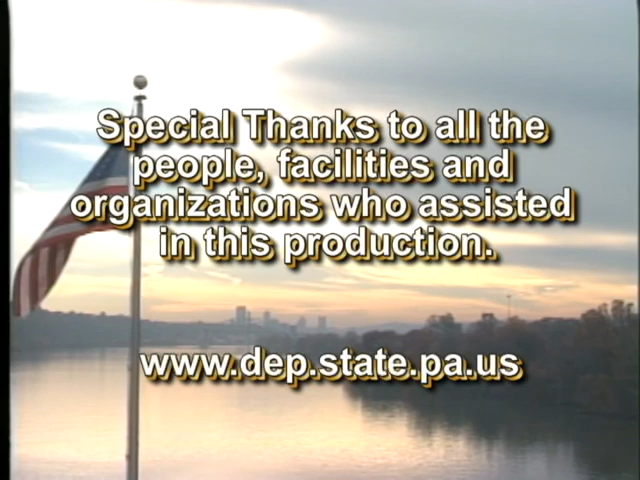 Special Thanks to all the
people, facilities and
organizations who assisted
in this production.
www.dep.state.pa.us